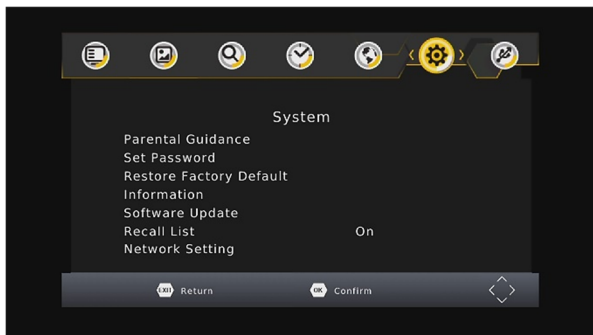 System
Parental Guidance
Set Password
Restore Factory Default
Information
Software Update
Recall List On
Network Setting
EXIT Return OK Confirm